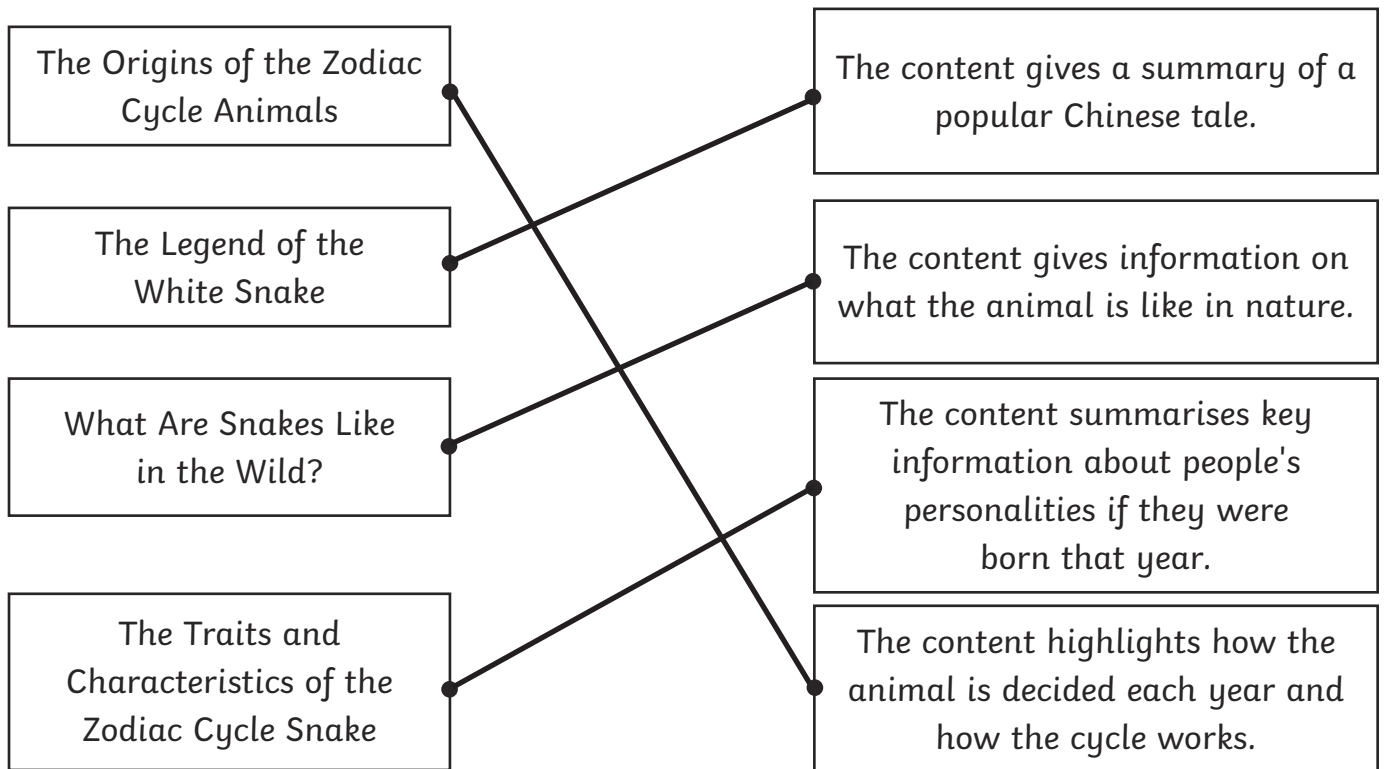 The Origins of the Zodiac
Cycle Animals
The Legend of the
White Snake
What Are Snakes Like
in the Wild?
The Traits and
Characteristics of the
Zodiac Cycle Snake
The content gives a summary of a
popular Chinese tale.
The content gives information on
what the animal is like in nature.
The content summarises key
information about people's
personalities if they were
born that year.
The content highlights how the
animal is decided each year and
how the cycle works.